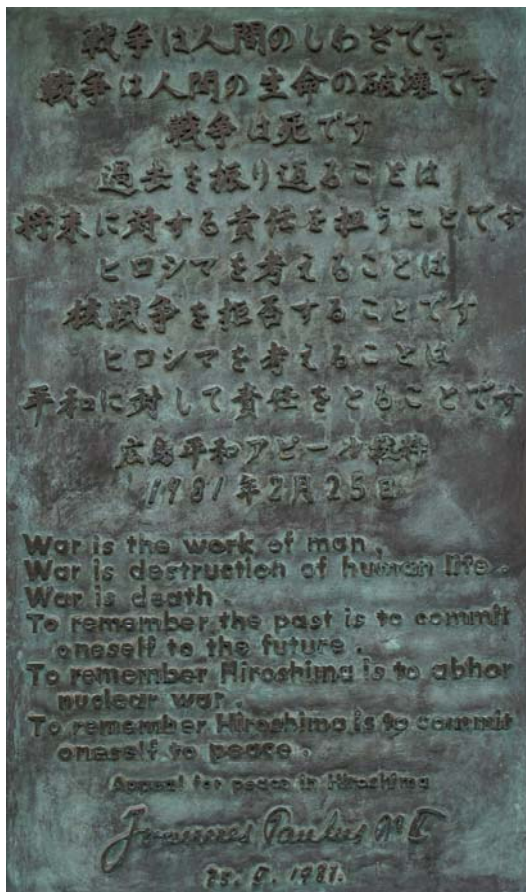 戦争は人間のしわざです
戦争は人間の生命の破壊です
戦争は死です
過去を振り返ることは
将来に対する責任を担うことです
ヒロシマを考えることは
核戦争を拒否することです
ヒロシマを考えることは
平和に対して責任をとることです
広島平和アピール抜粋
1981年2月25日
War is the work of man.
War is destruction of human life.
War is death.
To remember the past is to commit
oneself to the future.
To remember Hiroshima is to abhor
nuclear war.
To remember Hiroshima is to commit
oneself to peace.
Appeal for peace in Hiroshima
Joannes Paulus PP. II
25. II. 1981.